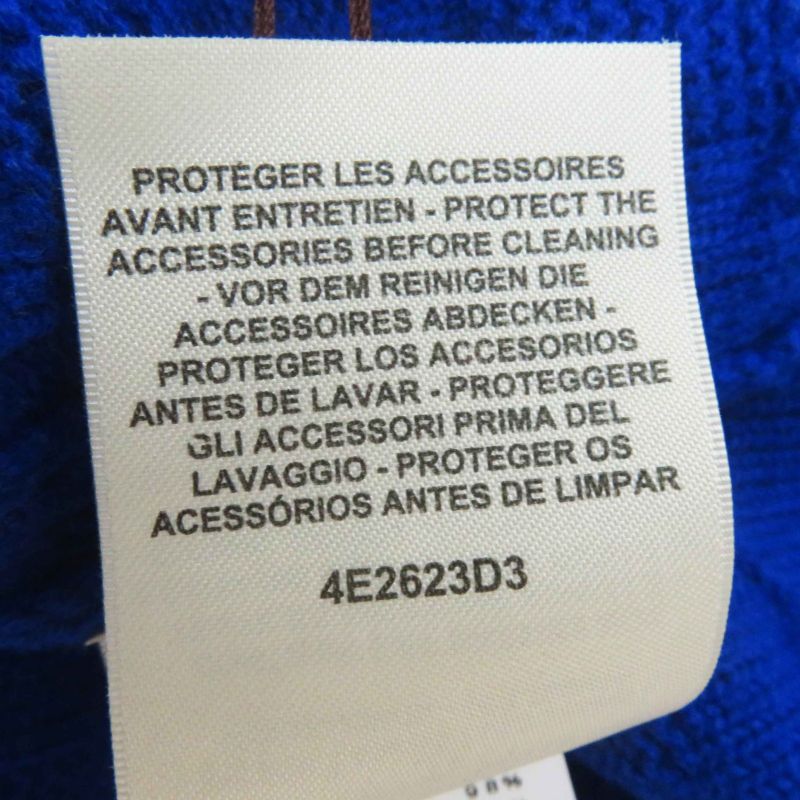 PROTÉGER LES ACCESSOIRES
AVANT ENTRETIEN - PROTECT THE
ACCESSORIES BEFORE CLEANING
- VOR DEM REINIGEN DIE
ACCESSOIRES ABDECKEN -
PROTEGER LOS ACCESORIOS
ANTES DE LAVAR - PROTEGGERE
GLI ACCESSORI PRIMA DEL
LAVAGGIO - PROTEGER OS
ACESSÓRIOS ANTES DE LIMPAR
4E2623D3